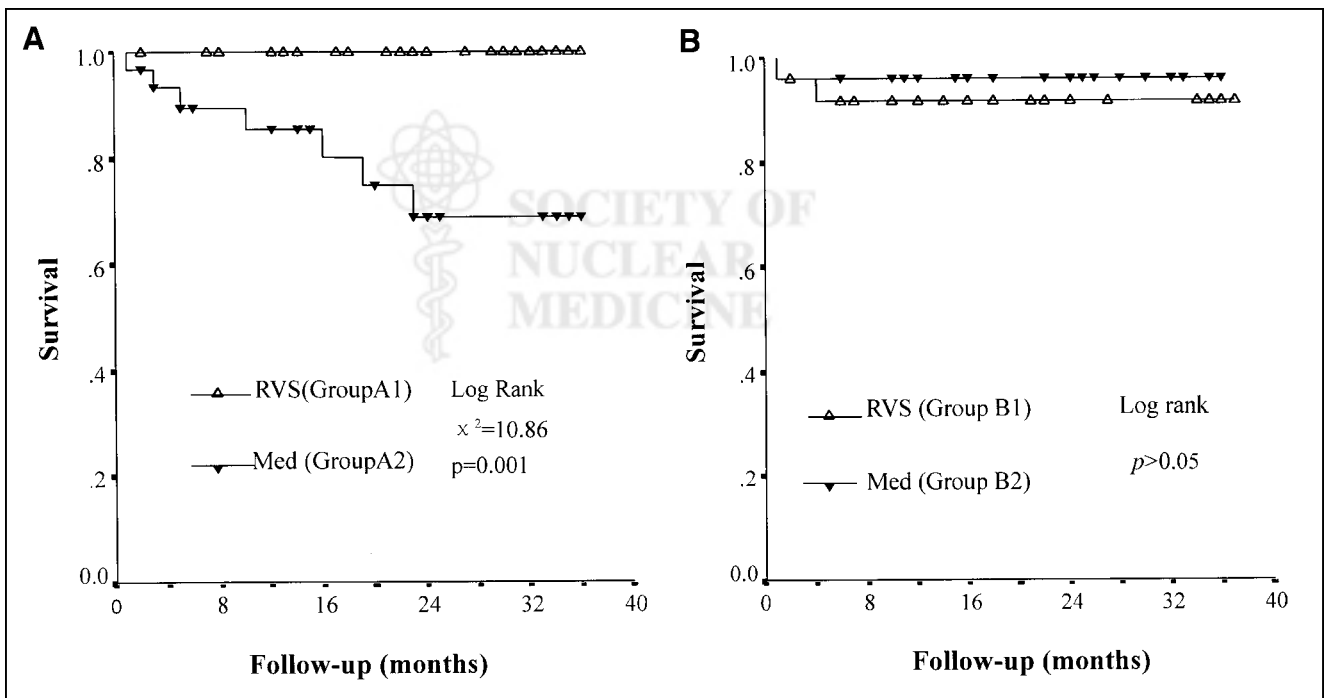 A
1.0
.8
.6
.4
.2
0.0
Survival
RVS(GroupA1)
Log Rank
x ²=10.86
Med (GroupA2)
p=0.001
0 8 16 24 32 40
Follow-up (months)
SOCIETY OF
NUCLEAR
MEDICINE
B
1.0
.8
.6
.4
.2
0.0
Survival
RVS (Group B1)
Log rank
Med (Group B2)
p>0.05
0 8 16 24 32 40
Follow-up (months)